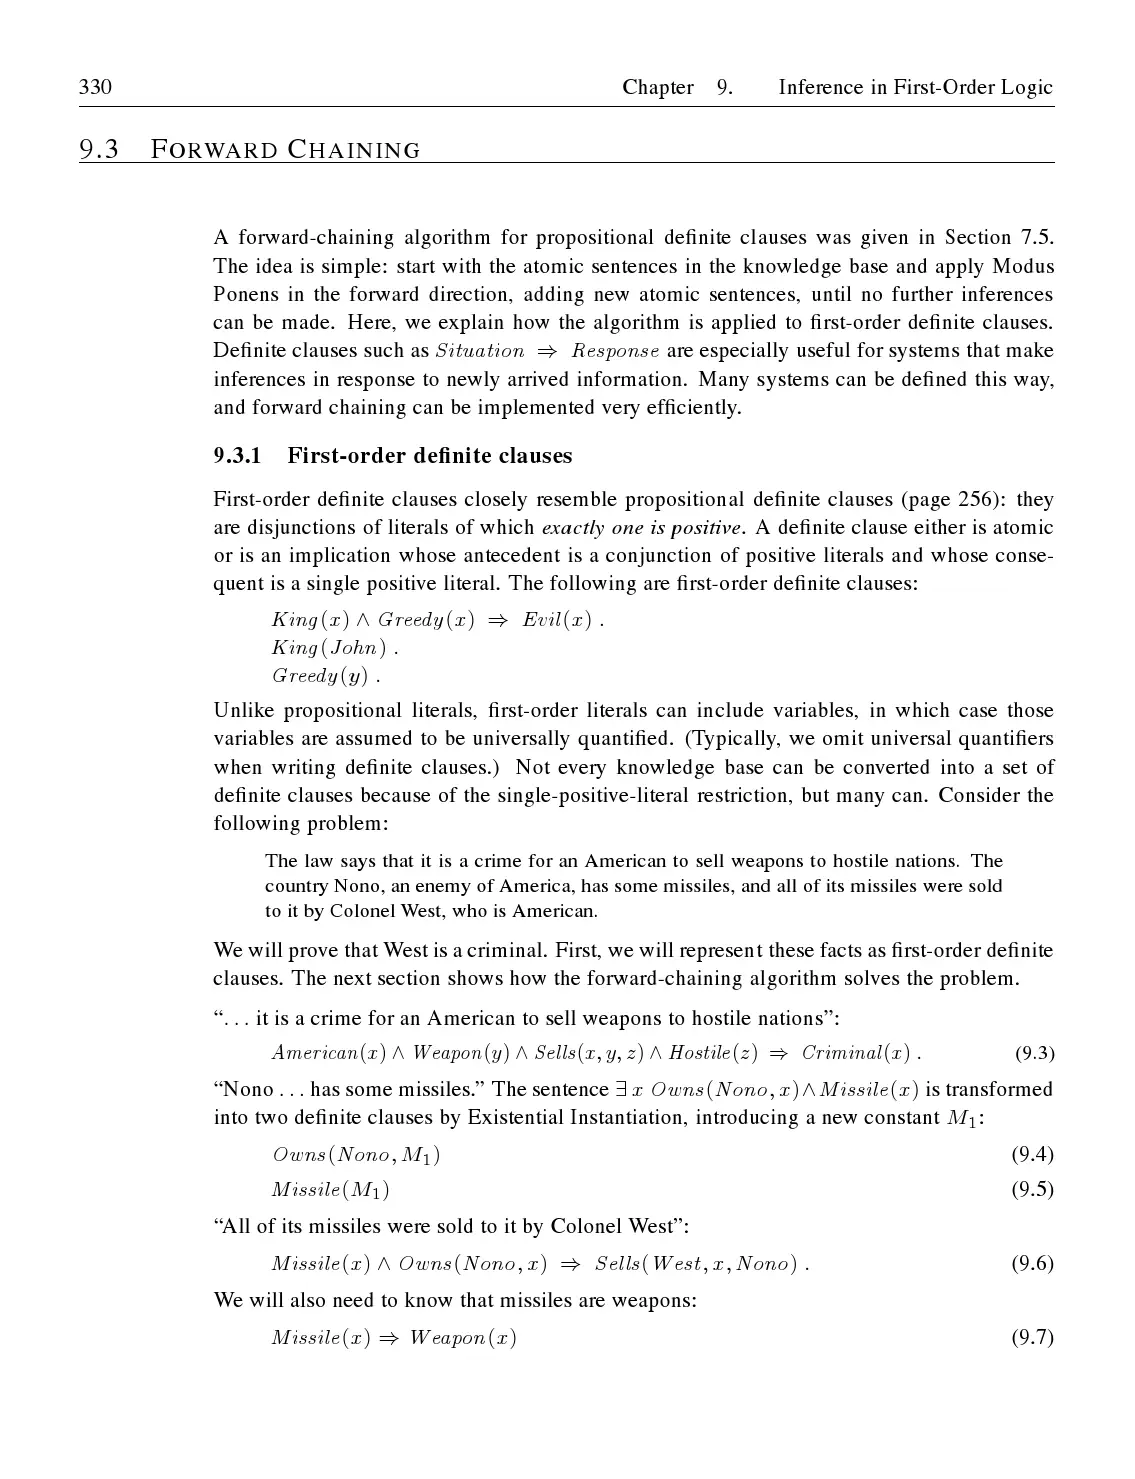 330 Chapter 9. Inference in First-Order Logic
9.3 FORWARD CHAINING
A forward-chaining algorithm for propositional definite clauses was given in Section 7.5.
The idea is simple: start with the atomic sentences in the knowledge base and apply Modus
Ponens in the forward direction, adding new atomic sentences, until no further inferences
can be made. Here, we explain how the algorithm is applied to first-order definite clauses.
Definite clauses such as Situation ⇒ Response are especially useful for systems that make
inferences in response to newly arrived information. Many systems can be defined this way,
and forward chaining can be implemented very efficiently.
9.3.1 First-order definite clauses
First-order definite clauses closely resemble propositional definite clauses (page 256): they
are disjunctions of literals of which exactly one is positive. A definite clause either is atomic
or is an implication whose antecedent is a conjunction of positive literals and whose conse-
quent is a single positive literal. The following are first-order definite clauses:
King(x) ∧ Greedy(x) ⇒ Evil(x) .
King(John) .
Greedy(y) .
Unlike propositional literals, first-order literals can include variables, in which case those
variables are assumed to be universally quantified. (Typically, we omit universal quantifiers
when writing definite clauses.) Not every knowledge base can be converted into a set of
definite clauses because of the single-positive-literal restriction, but many can. Consider the
following problem:
The law says that it is a crime for an American to sell weapons to hostile nations. The
country Nono, an enemy of America, has some missiles, and all of its missiles were sold
to it by Colonel West, who is American.
We will prove that West is a criminal. First, we will represent these facts as first-order definite
clauses. The next section shows how the forward-chaining algorithm solves the problem.
“. . . it is a crime for an American to sell weapons to hostile nations”:
American(x) ∧ Weapon(y) ∧ Sells(x, y, z) ∧ Hostile(z) ⇒ Criminal(x) . (9.3)
“Nono . . . has some missiles.” The sentence ∃ x Owns(Nono, x)∧Missile(x) is transformed
into two definite clauses by Existential Instantiation, introducing a new constant M₁:
Owns(Nono, M₁) (9.4)
Missile(M₁) (9.5)
“All of its missiles were sold to it by Colonel West”:
Missile(x) ∧ Owns(Nono, x) ⇒ Sells(West, x, Nono) . (9.6)
We will also need to know that missiles are weapons:
Missile(x) ⇒ Weapon(x) (9.7)